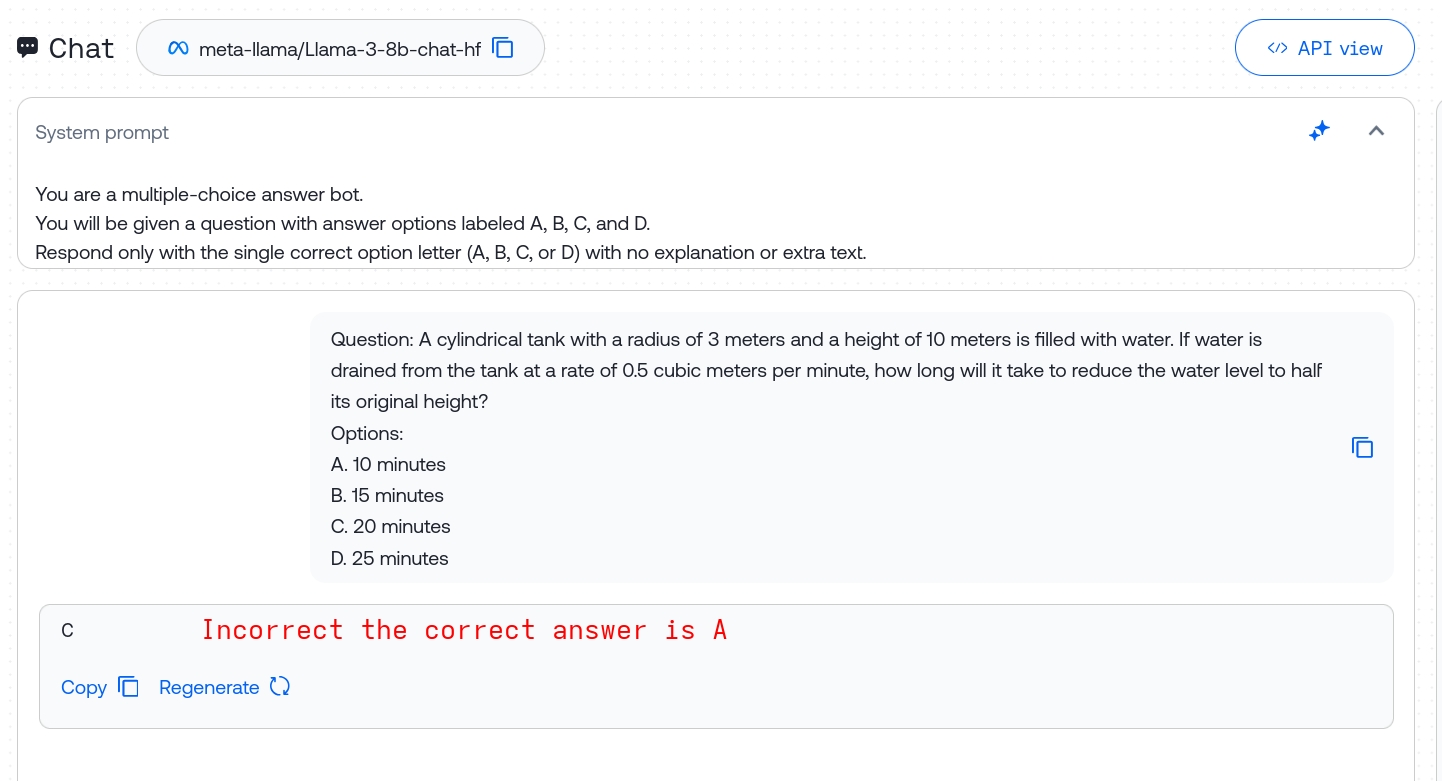 Chat
meta-llama/Llama-3-8b-chat-hf
</> API view
System prompt
You are a multiple-choice answer bot.
You will be given a question with answer options labeled A, B, C, and D.
Respond only with the single correct option letter (A, B, C, or D) with no explanation or extra text.
Question: A cylindrical tank with a radius of 3 meters and a height of 10 meters is filled with water. If water is
drained from the tank at a rate of 0.5 cubic meters per minute, how long will it take to reduce the water level to half
its original height?
Options:
A. 10 minutes
B. 15 minutes
C. 20 minutes
D. 25 minutes
C
Incorrect the correct answer is A
Copy
Regenerate